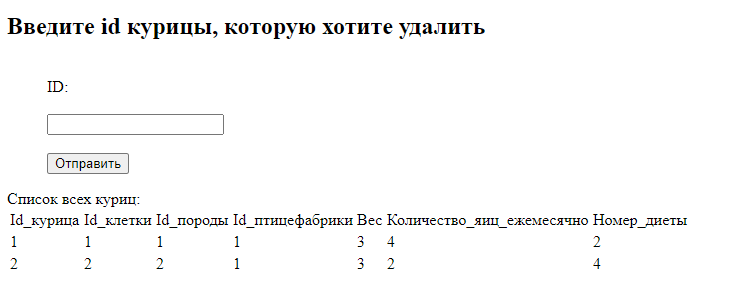 Введите id курицы, которую хотите удалить
ID:
Отправить
Список всех куриц:
Id_курица Id_клетки Id_породы Id_птицефабрики Вес Количество_яиц_ежемесячно Номер_диеты
1 1 1 1 3 4 2
2 2 2 1 3 2 4